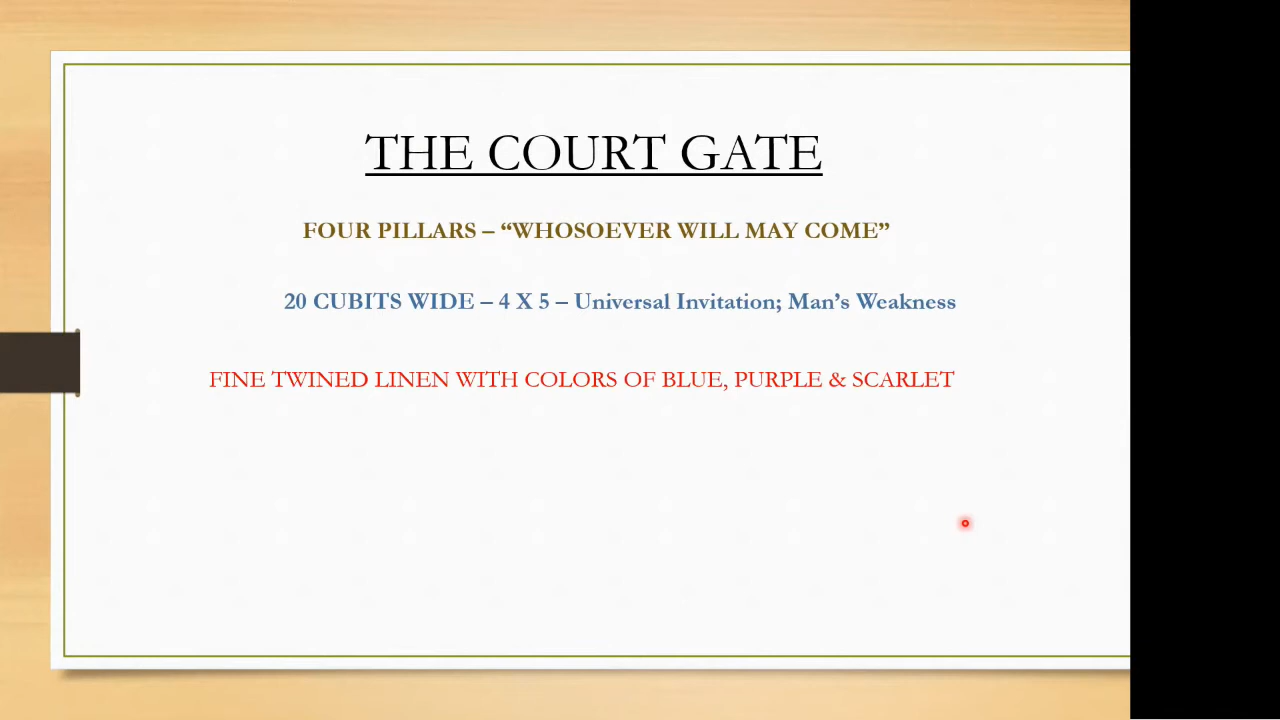 THE COURT GATE
FOUR PILLARS – “WHOSOEVER WILL MAY COME”
20 CUBITS WIDE – 4 X 5 – Universal Invitation; Man’s Weakness
FINE TWINED LINEN WITH COLORS OF BLUE, PURPLE & SCARLET